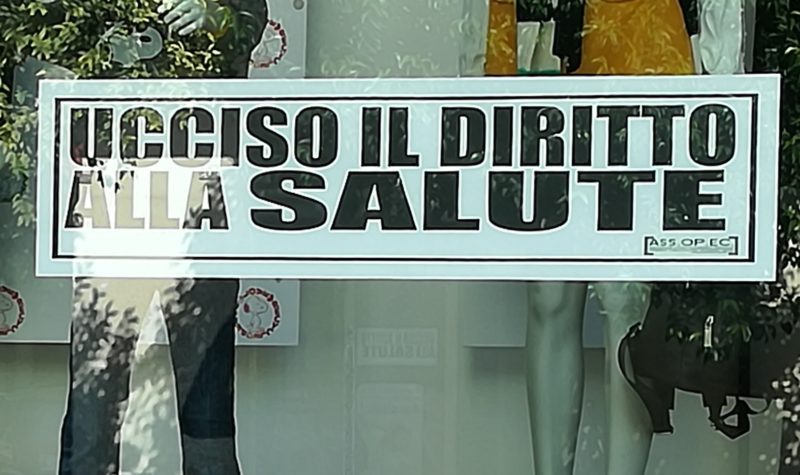 UCCISO IL DIRITTO
ALLA SALUTE
ASS.OP.EC.